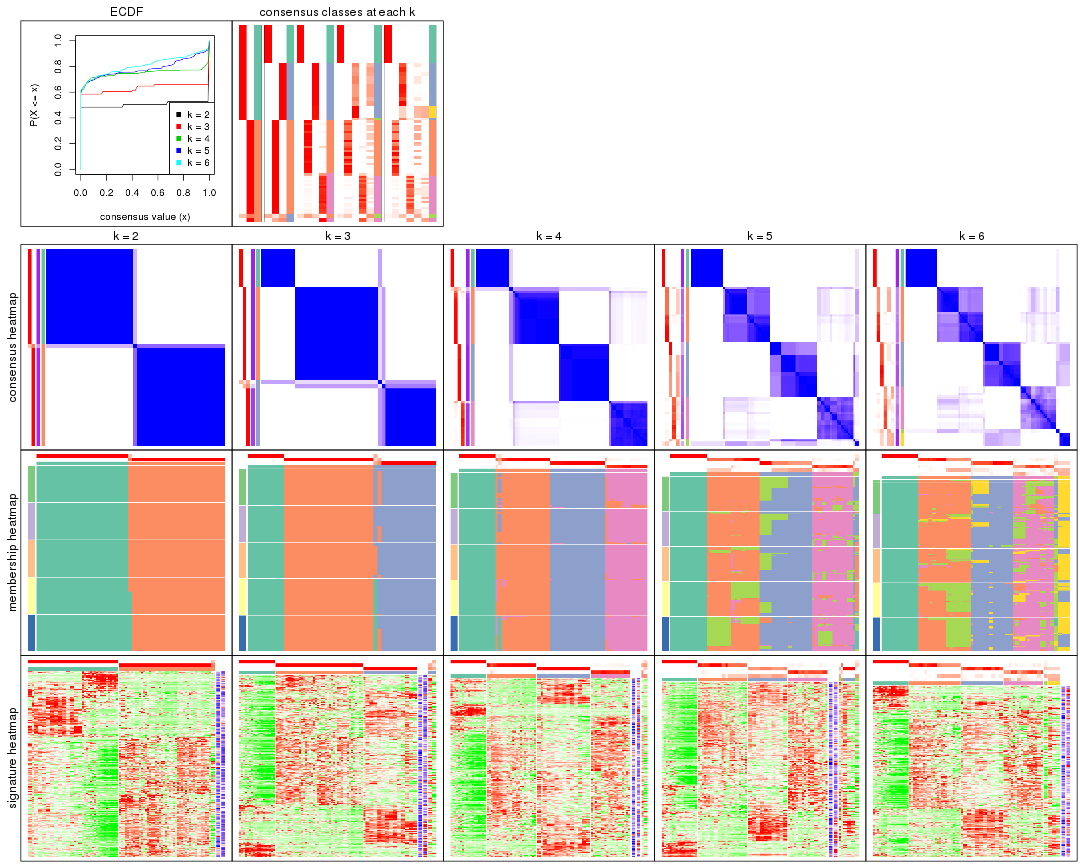 ECDF
consensus classes at each k
P(X <= x)
0.0 0.2 0.4 0.6 0.8 1.0
k = 2
k = 3
k = 4
k = 5
k = 6
0.0 0.2 0.4 0.6 0.8 1.0
consensus value (x)
k = 2 k = 3 k = 4 k = 5 k = 6
consensus heatmap
membership heatmap
signature heatmap